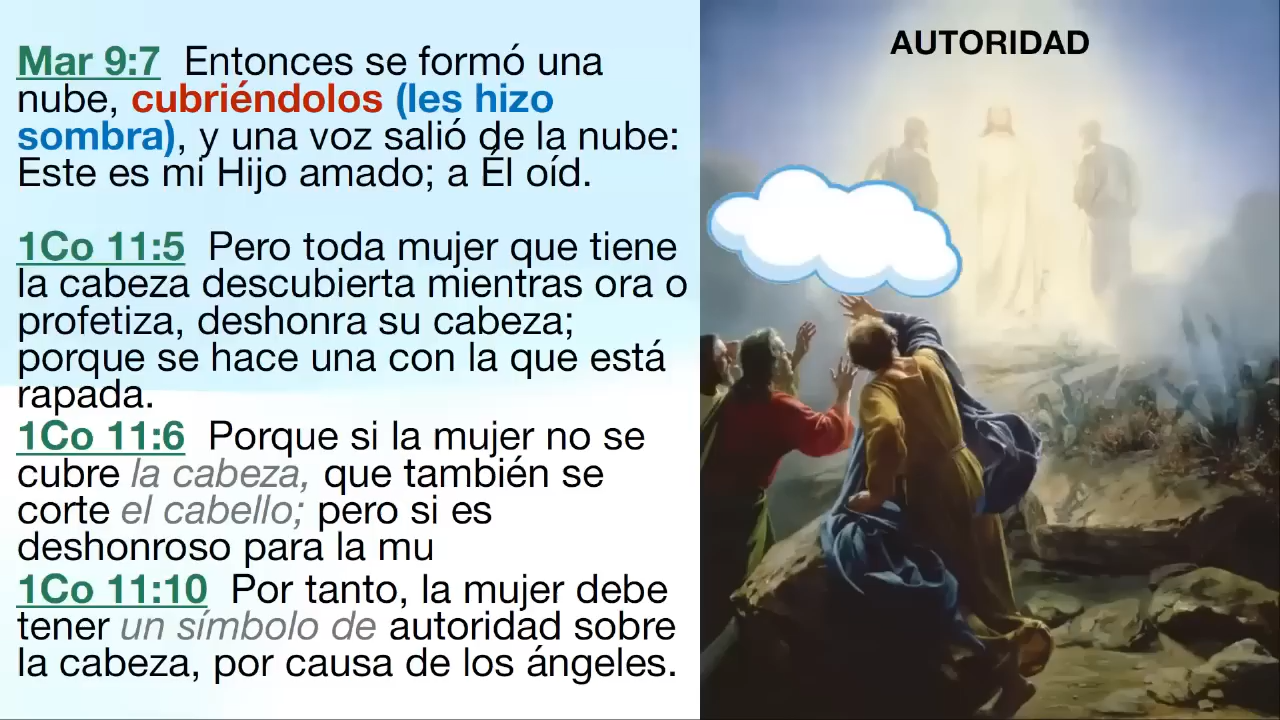 Mar 9:7 Entonces se formó una
nube, cubriéndolos (les hizo
sombra), y una voz salió de la nube:
Este es mi Hijo amado; a Él oíd.
1Co 11:5 Pero toda mujer que tiene
la cabeza descubierta mientras ora o
profetiza, deshonra su cabeza;
porque se hace una con la que está
rapada.
1Co 11:6 Porque si la mujer no se
cubre la cabeza, que también se
corte el cabello; pero si es
deshonroso para la mu
1Co 11:10 Por tanto, la mujer debe
tener un símbolo de autoridad sobre
la cabeza, por causa de los ángeles.
AUTORIDAD